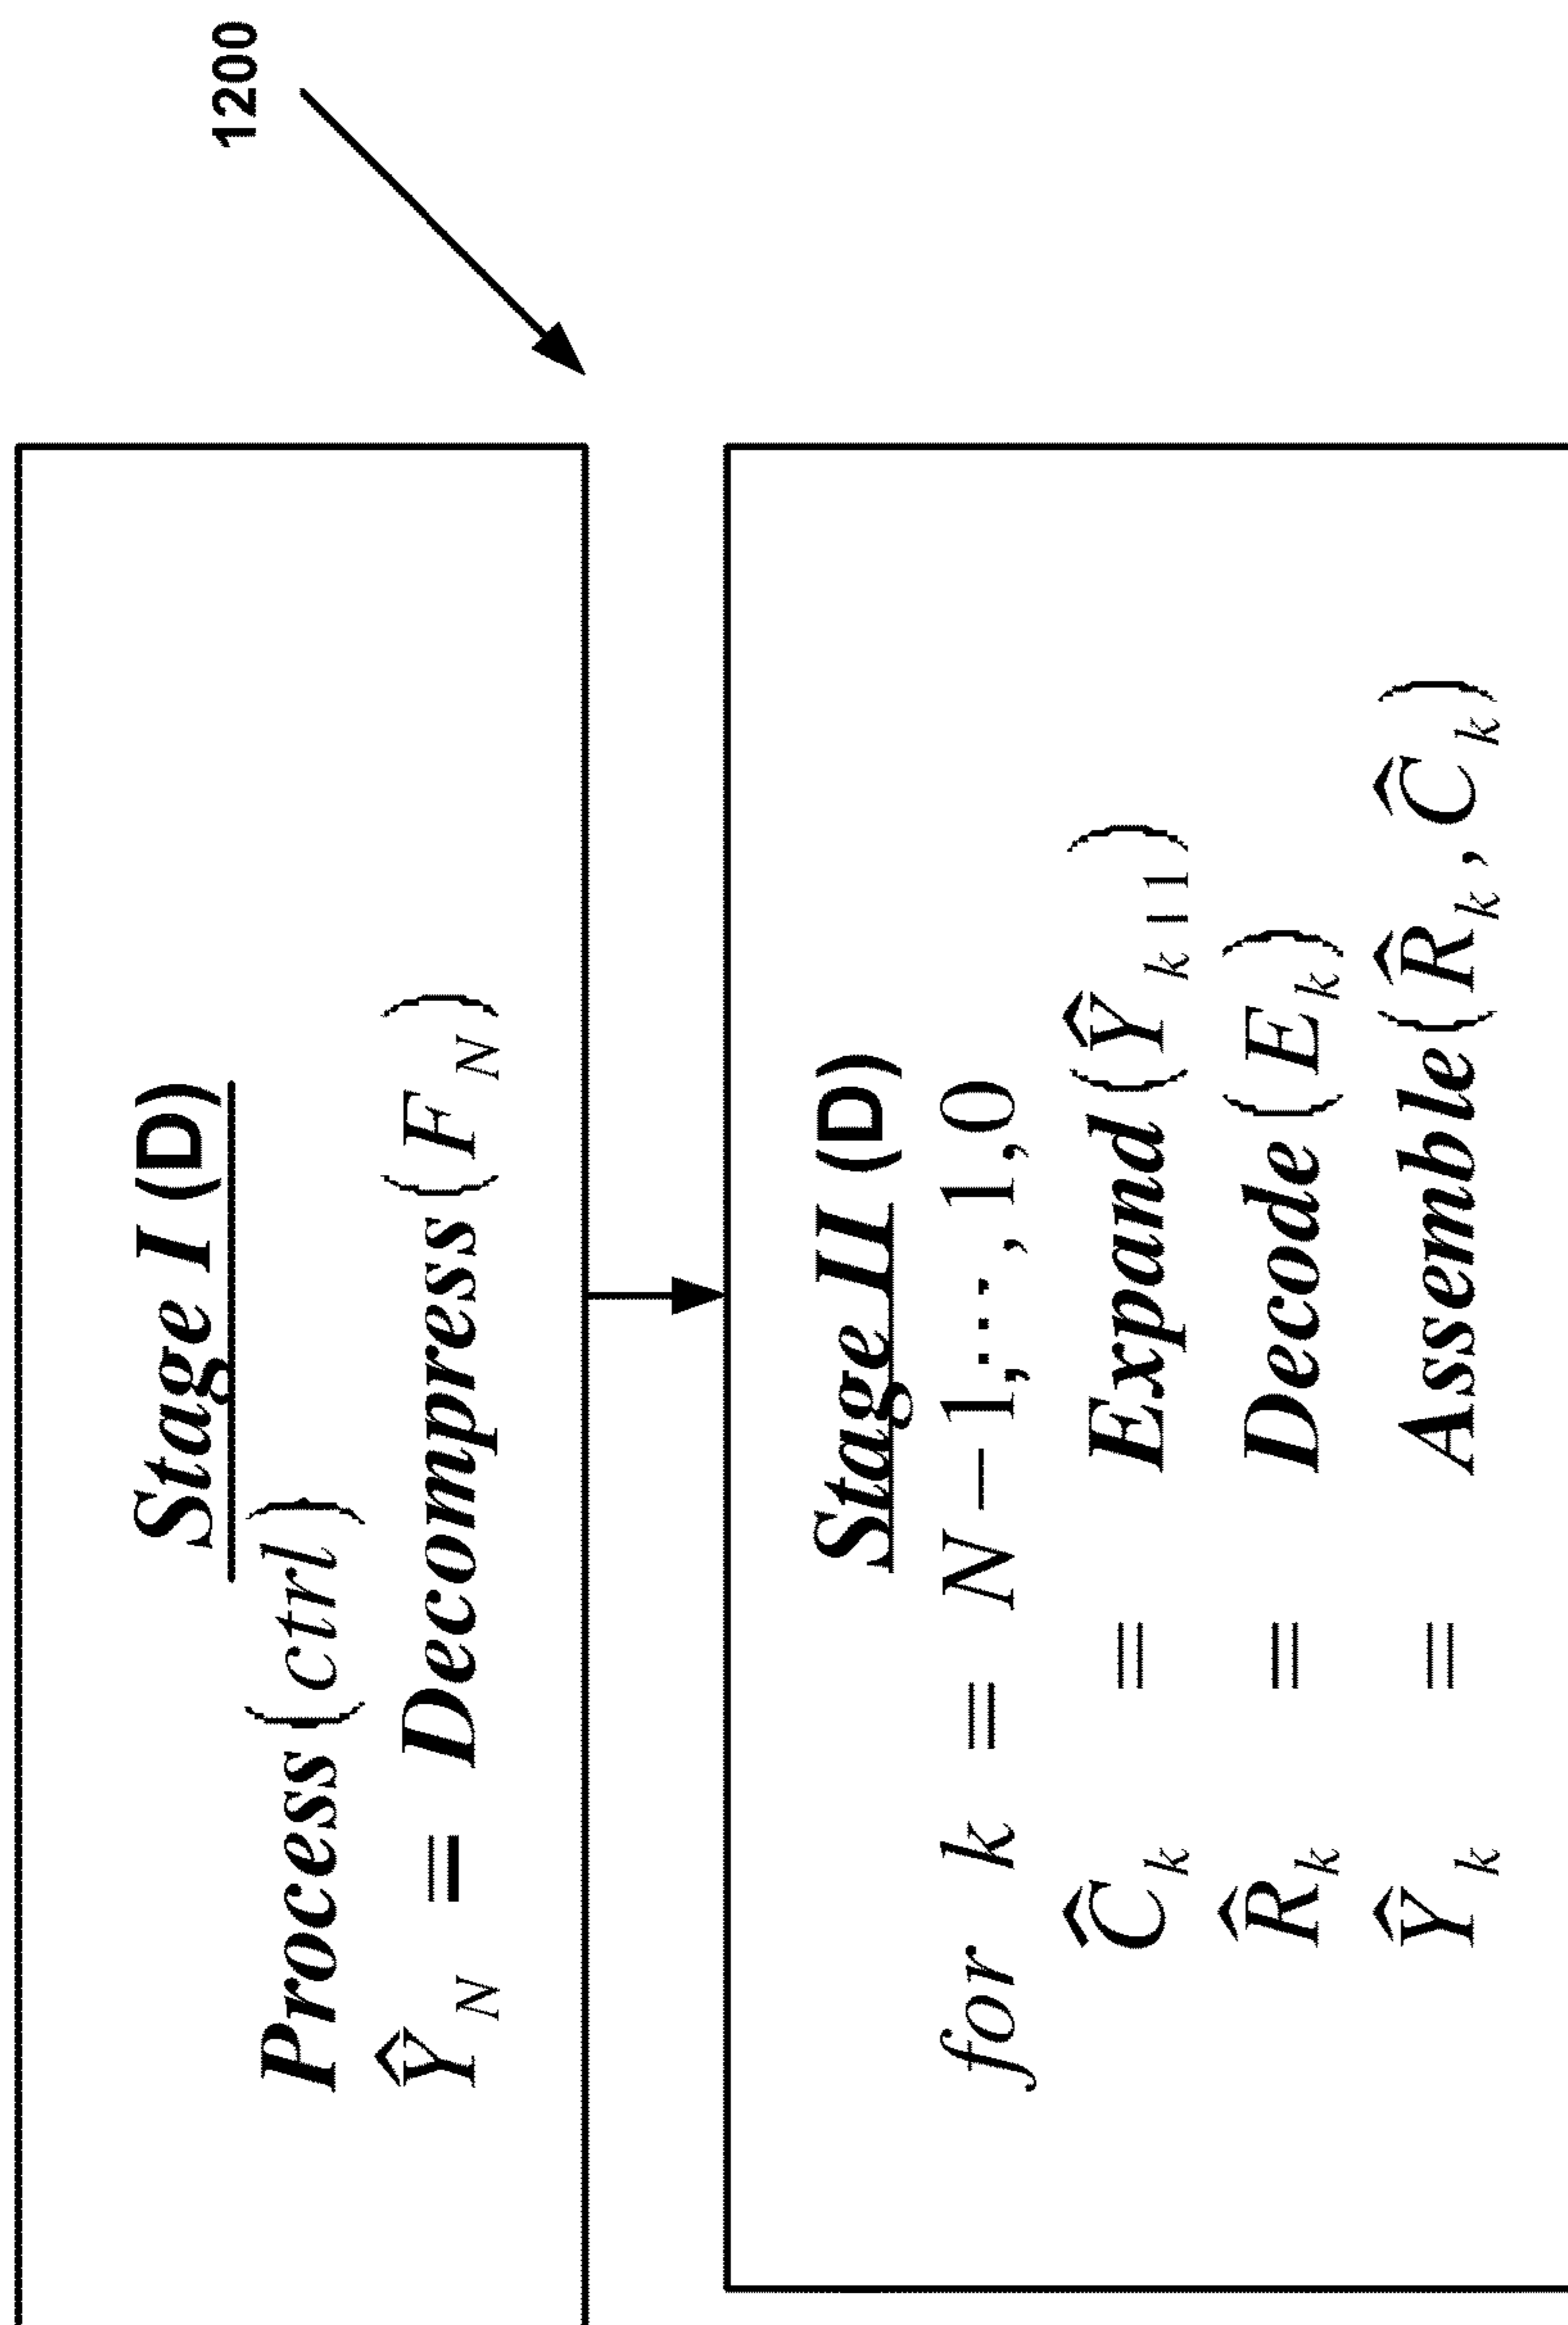 1200
Stage I (D)
Process(ctrl)
Ŷ_N = Decompress(F_N)
Stage II (D)
for k = N−1,⋯,1,0
Ĉ_k = Expand(Ŷ_{k+1})
R̂_k = Decode(E_k)
Ŷ_k = Assemble(R̂_k, Ĉ_k)